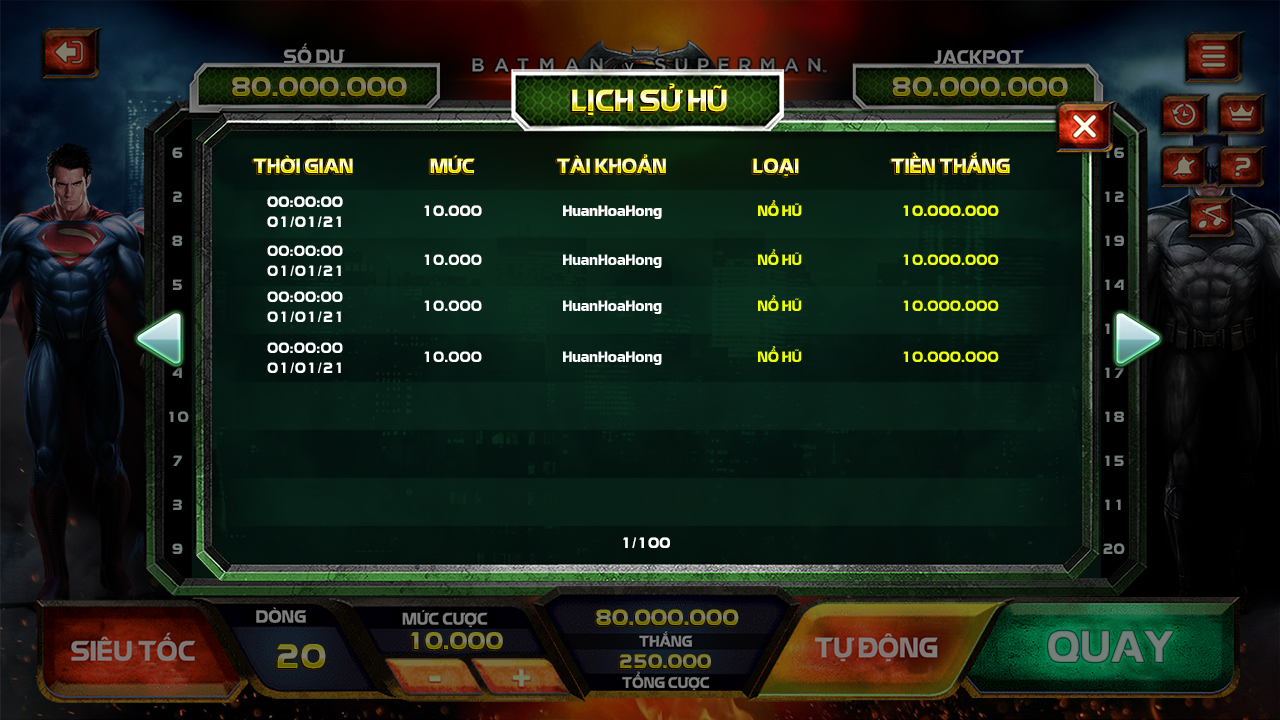 SỐ DƯ
80.000.000
BATMAN v SUPERMAN
JACKPOT
80.000.000
LỊCH SỬ HŨ
THỜI GIAN MỨC TÀI KHOẢN LOẠI TIỀN THẮNG
00:00:00
01/01/21
10.000 HuanHoaHong NỔ HŨ 10.000.000
00:00:00
01/01/21
10.000 HuanHoaHong NỔ HŨ 10.000.000
00:00:00
01/01/21
10.000 HuanHoaHong NỔ HŨ 10.000.000
00:00:00
01/01/21
10.000 HuanHoaHong NỔ HŨ 10.000.000
1/100
6
2
8
5
4
10
7
3
9
16
12
19
14
17
18
15
11
20
?
SIÊU TỐC
DÒNG
20
MỨC CƯỢC
10.000
- +
80.000.000
THẮNG
250.000
TỔNG CƯỢC
TỰ ĐỘNG
QUAY